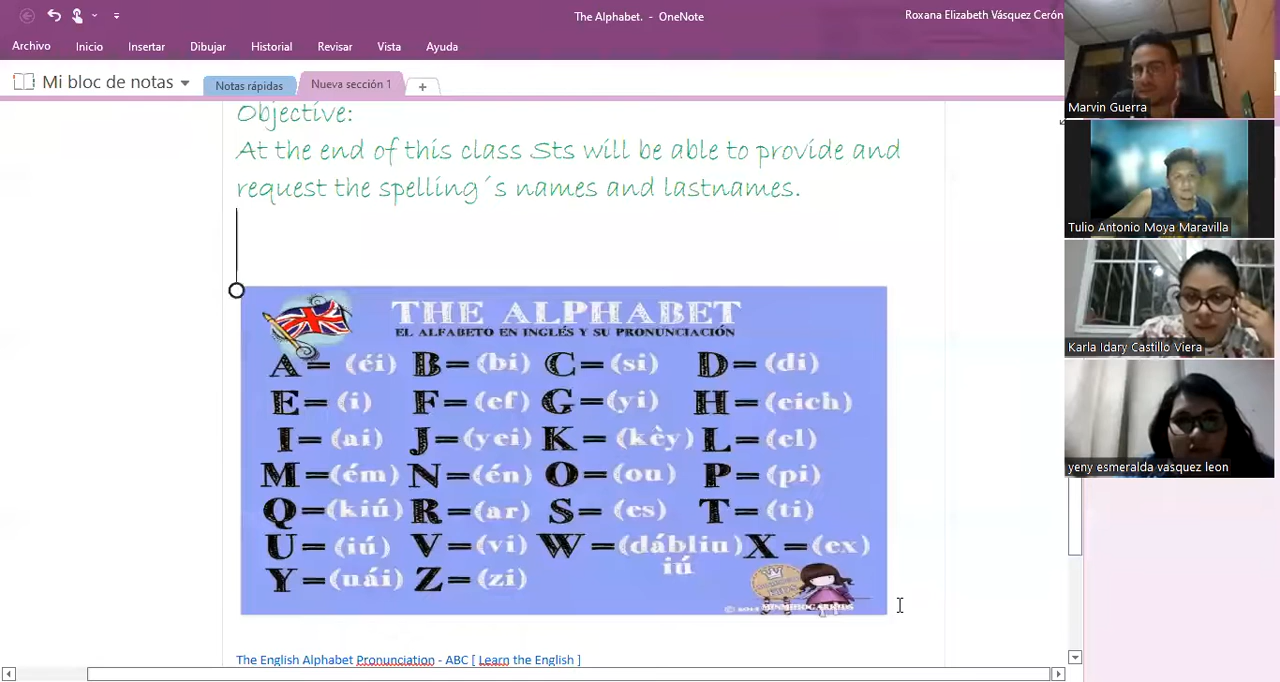 The Alphabet. - OneNote
Roxana Elizabeth Vásquez Cerón
Archivo Inicio Insertar Dibujar Historial Revisar Vista Ayuda
Mi bloc de notas Notas rápidas Nueva sección 1
Objective:
At the end of this class Sts will be able to provide and
request the spelling´s names and lastnames.
THE ALPHABET
EL ALFABETO EN INGLÉS Y SU PRONUNCIACIÓN
A= (éi) B= (bi) C= (si) D= (di)
E= (i) F= (ef) G=(yi) H= (eich)
I= (ai) J=(yei) K= (kèy) L= (el)
M=(ém) N= (én) O= (ou) P= (pi)
Q=(kiú) R=(ar) S= (es) T= (ti)
U= (iú) V=(vi) W=(dábliu) X=(ex)
iú
Y=(uái) Z=(zi)
MINMIHOGARKIDS
The English Alphabet Pronunciation - ABC [ Learn the English ]
Marvin Guerra
Tulio Antonio Moya Maravilla
Karla Idary Castillo Viera
yeny esmeralda vasquez leon